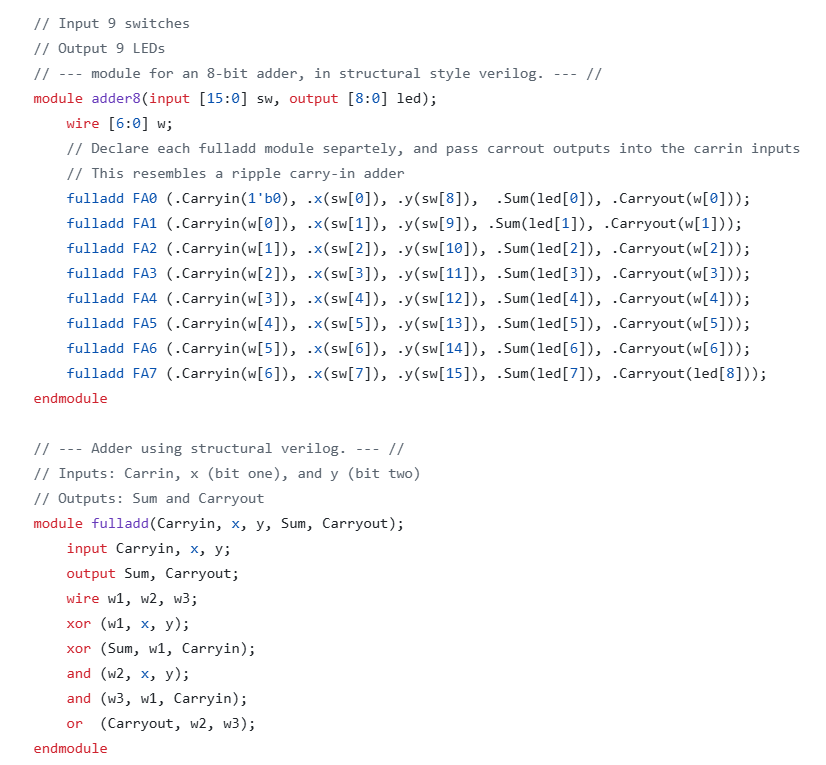 // Input 9 switches
// Output 9 LEDs
// --- module for an 8-bit adder, in structural style verilog. --- //
module adder8(input [15:0] sw, output [8:0] led);
    wire [6:0] w;
    // Declare each fulladd module separtely, and pass carrout outputs into the carrin inputs
    // This resembles a ripple carry-in adder
    fulladd FA0 (.Carryin(1'b0), .x(sw[0]), .y(sw[8]),  .Sum(led[0]), .Carryout(w[0]));
    fulladd FA1 (.Carryin(w[0]), .x(sw[1]), .y(sw[9]), .Sum(led[1]), .Carryout(w[1]));
    fulladd FA2 (.Carryin(w[1]), .x(sw[2]), .y(sw[10]), .Sum(led[2]), .Carryout(w[2]));
    fulladd FA3 (.Carryin(w[2]), .x(sw[3]), .y(sw[11]), .Sum(led[3]), .Carryout(w[3]));
    fulladd FA4 (.Carryin(w[3]), .x(sw[4]), .y(sw[12]), .Sum(led[4]), .Carryout(w[4]));
    fulladd FA5 (.Carryin(w[4]), .x(sw[5]), .y(sw[13]), .Sum(led[5]), .Carryout(w[5]));
    fulladd FA6 (.Carryin(w[5]), .x(sw[6]), .y(sw[14]), .Sum(led[6]), .Carryout(w[6]));
    fulladd FA7 (.Carryin(w[6]), .x(sw[7]), .y(sw[15]), .Sum(led[7]), .Carryout(led[8]));
endmodule

// --- Adder using structural verilog. --- //
// Inputs: Carrin, x (bit one), and y (bit two)
// Outputs: Sum and Carryout
module fulladd(Carryin, x, y, Sum, Carryout);
    input Carryin, x, y;
    output Sum, Carryout;
    wire w1, w2, w3;
    xor (w1, x, y);
    xor (Sum, w1, Carryin);
    and (w2, x, y);
    and (w3, w1, Carryin);
    or  (Carryout, w2, w3);
endmodule